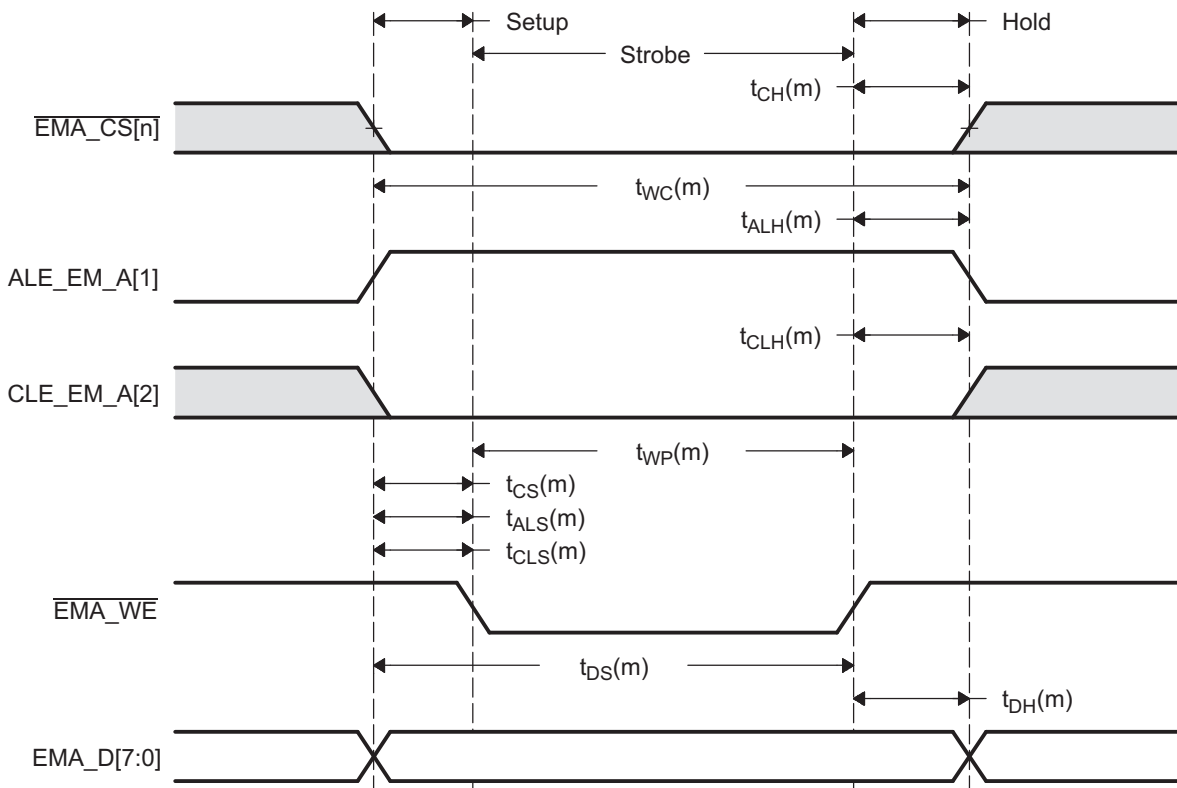 Setup
Hold
Strobe
tCH(m)
EMA_CS[n]
tWC(m)
tALH(m)
ALE_EM_A[1]
tCLH(m)
CLE_EM_A[2]
tWP(m)
tCS(m)
tALS(m)
tCLS(m)
EMA_WE
tDS(m)
tDH(m)
EMA_D[7:0]